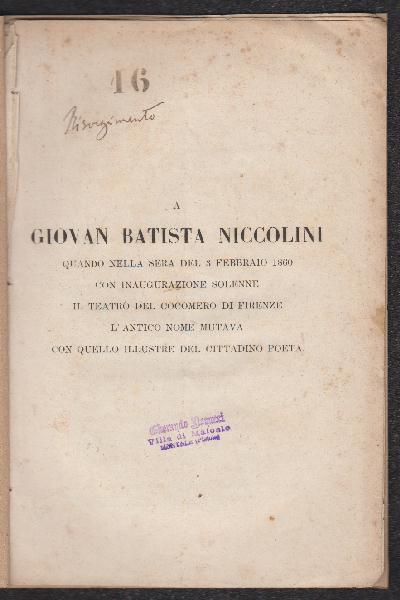 16
Risorgimento
A
GIOVAN BATISTA NICCOLINI
QUANDO NELLA SERA DEL 3 FEBBRAIO 1860
CON INAUGURAZIONE SOLENNE
IL TEATRO DEL COCOMERO DI FIRENZE
L' ANTICO NOME MUTAVA
CON QUELLO ILLUSTRE DEL CITTADINO POETA.
Gherardo
Villa di